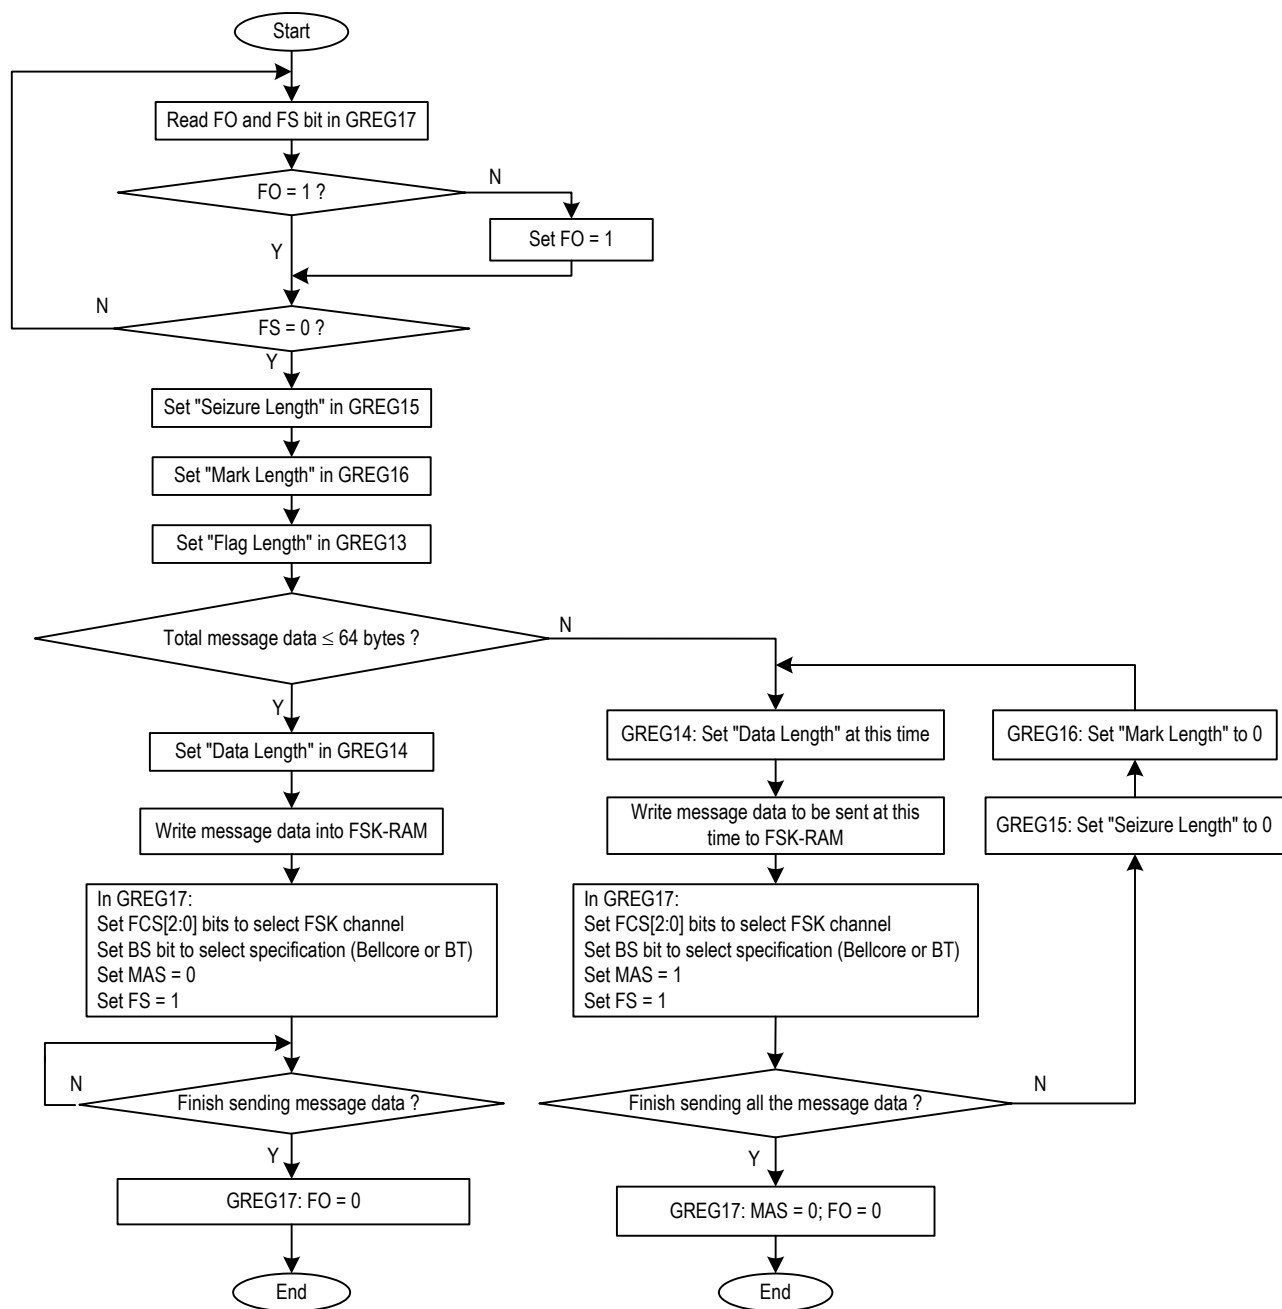 Start
Read FO and FS bit in GREG17
FO = 1 ?
N
Set FO = 1
Y
N
FS = 0 ?
Y
Set "Seizure Length" in GREG15
Set "Mark Length" in GREG16
Set "Flag Length" in GREG13
Total message data ≤ 64 bytes ?
N
Y
Set "Data Length" in GREG14
Write message data into FSK-RAM
In GREG17:
Set FCS[2:0] bits to select FSK channel
Set BS bit to select specification (Bellcore or BT)
Set MAS = 0
Set FS = 1
N
Finish sending message data ?
Y
GREG17: FO = 0
End
GREG14: Set "Data Length" at this time
Write message data to be sent at this
time to FSK-RAM
In GREG17:
Set FCS[2:0] bits to select FSK channel
Set BS bit to select specification (Bellcore or BT)
Set MAS = 1
Set FS = 1
Finish sending all the message data ?
N
Y
GREG17: MAS = 0; FO = 0
End
GREG16: Set "Mark Length" to 0
GREG15: Set "Seizure Length" to 0